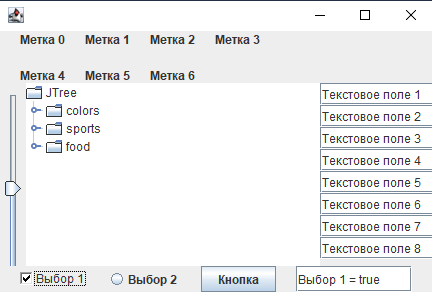 Метка 0 Метка 1 Метка 2 Метка 3
Метка 4 Метка 5 Метка 6
JTree
colors
sports
food
Текстовое поле 1
Текстовое поле 2
Текстовое поле 3
Текстовое поле 4
Текстовое поле 5
Текстовое поле 6
Текстовое поле 7
Текстовое поле 8
Выбор 1 Выбор 2 Кнопка Выбор 1 = true